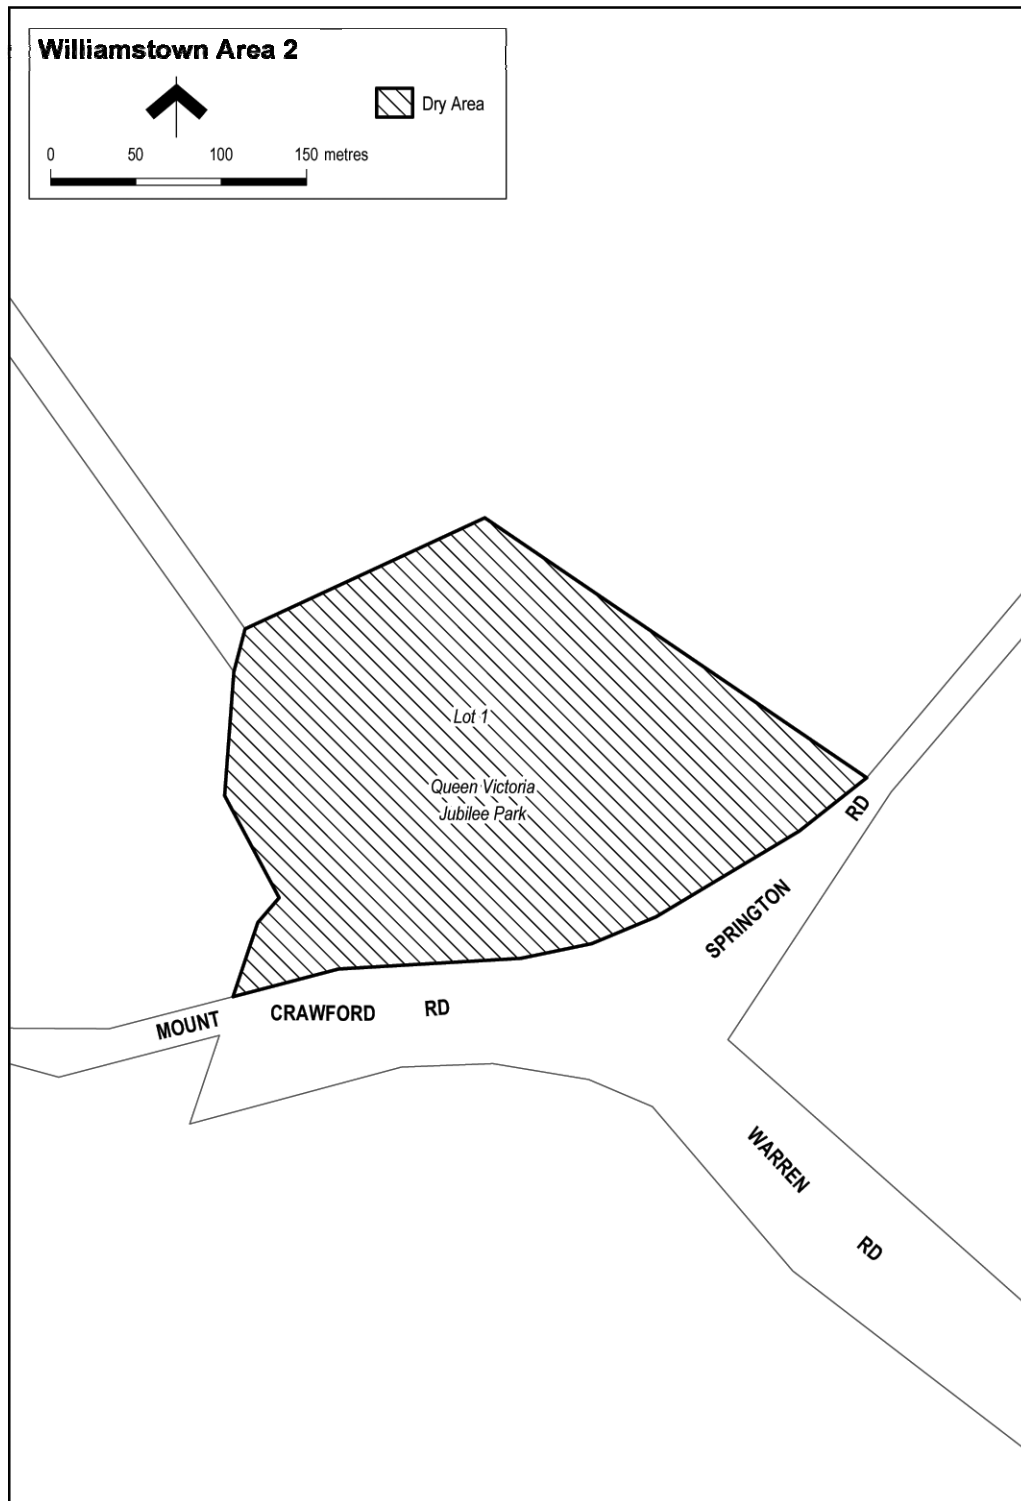 Williamstown Area 2
Dry Area
0 50 100 150 metres
Lot 1
Queen Victoria
Jubilee Park
RD
SPRINGTON
MOUNT CRAWFORD RD
WARREN
RD